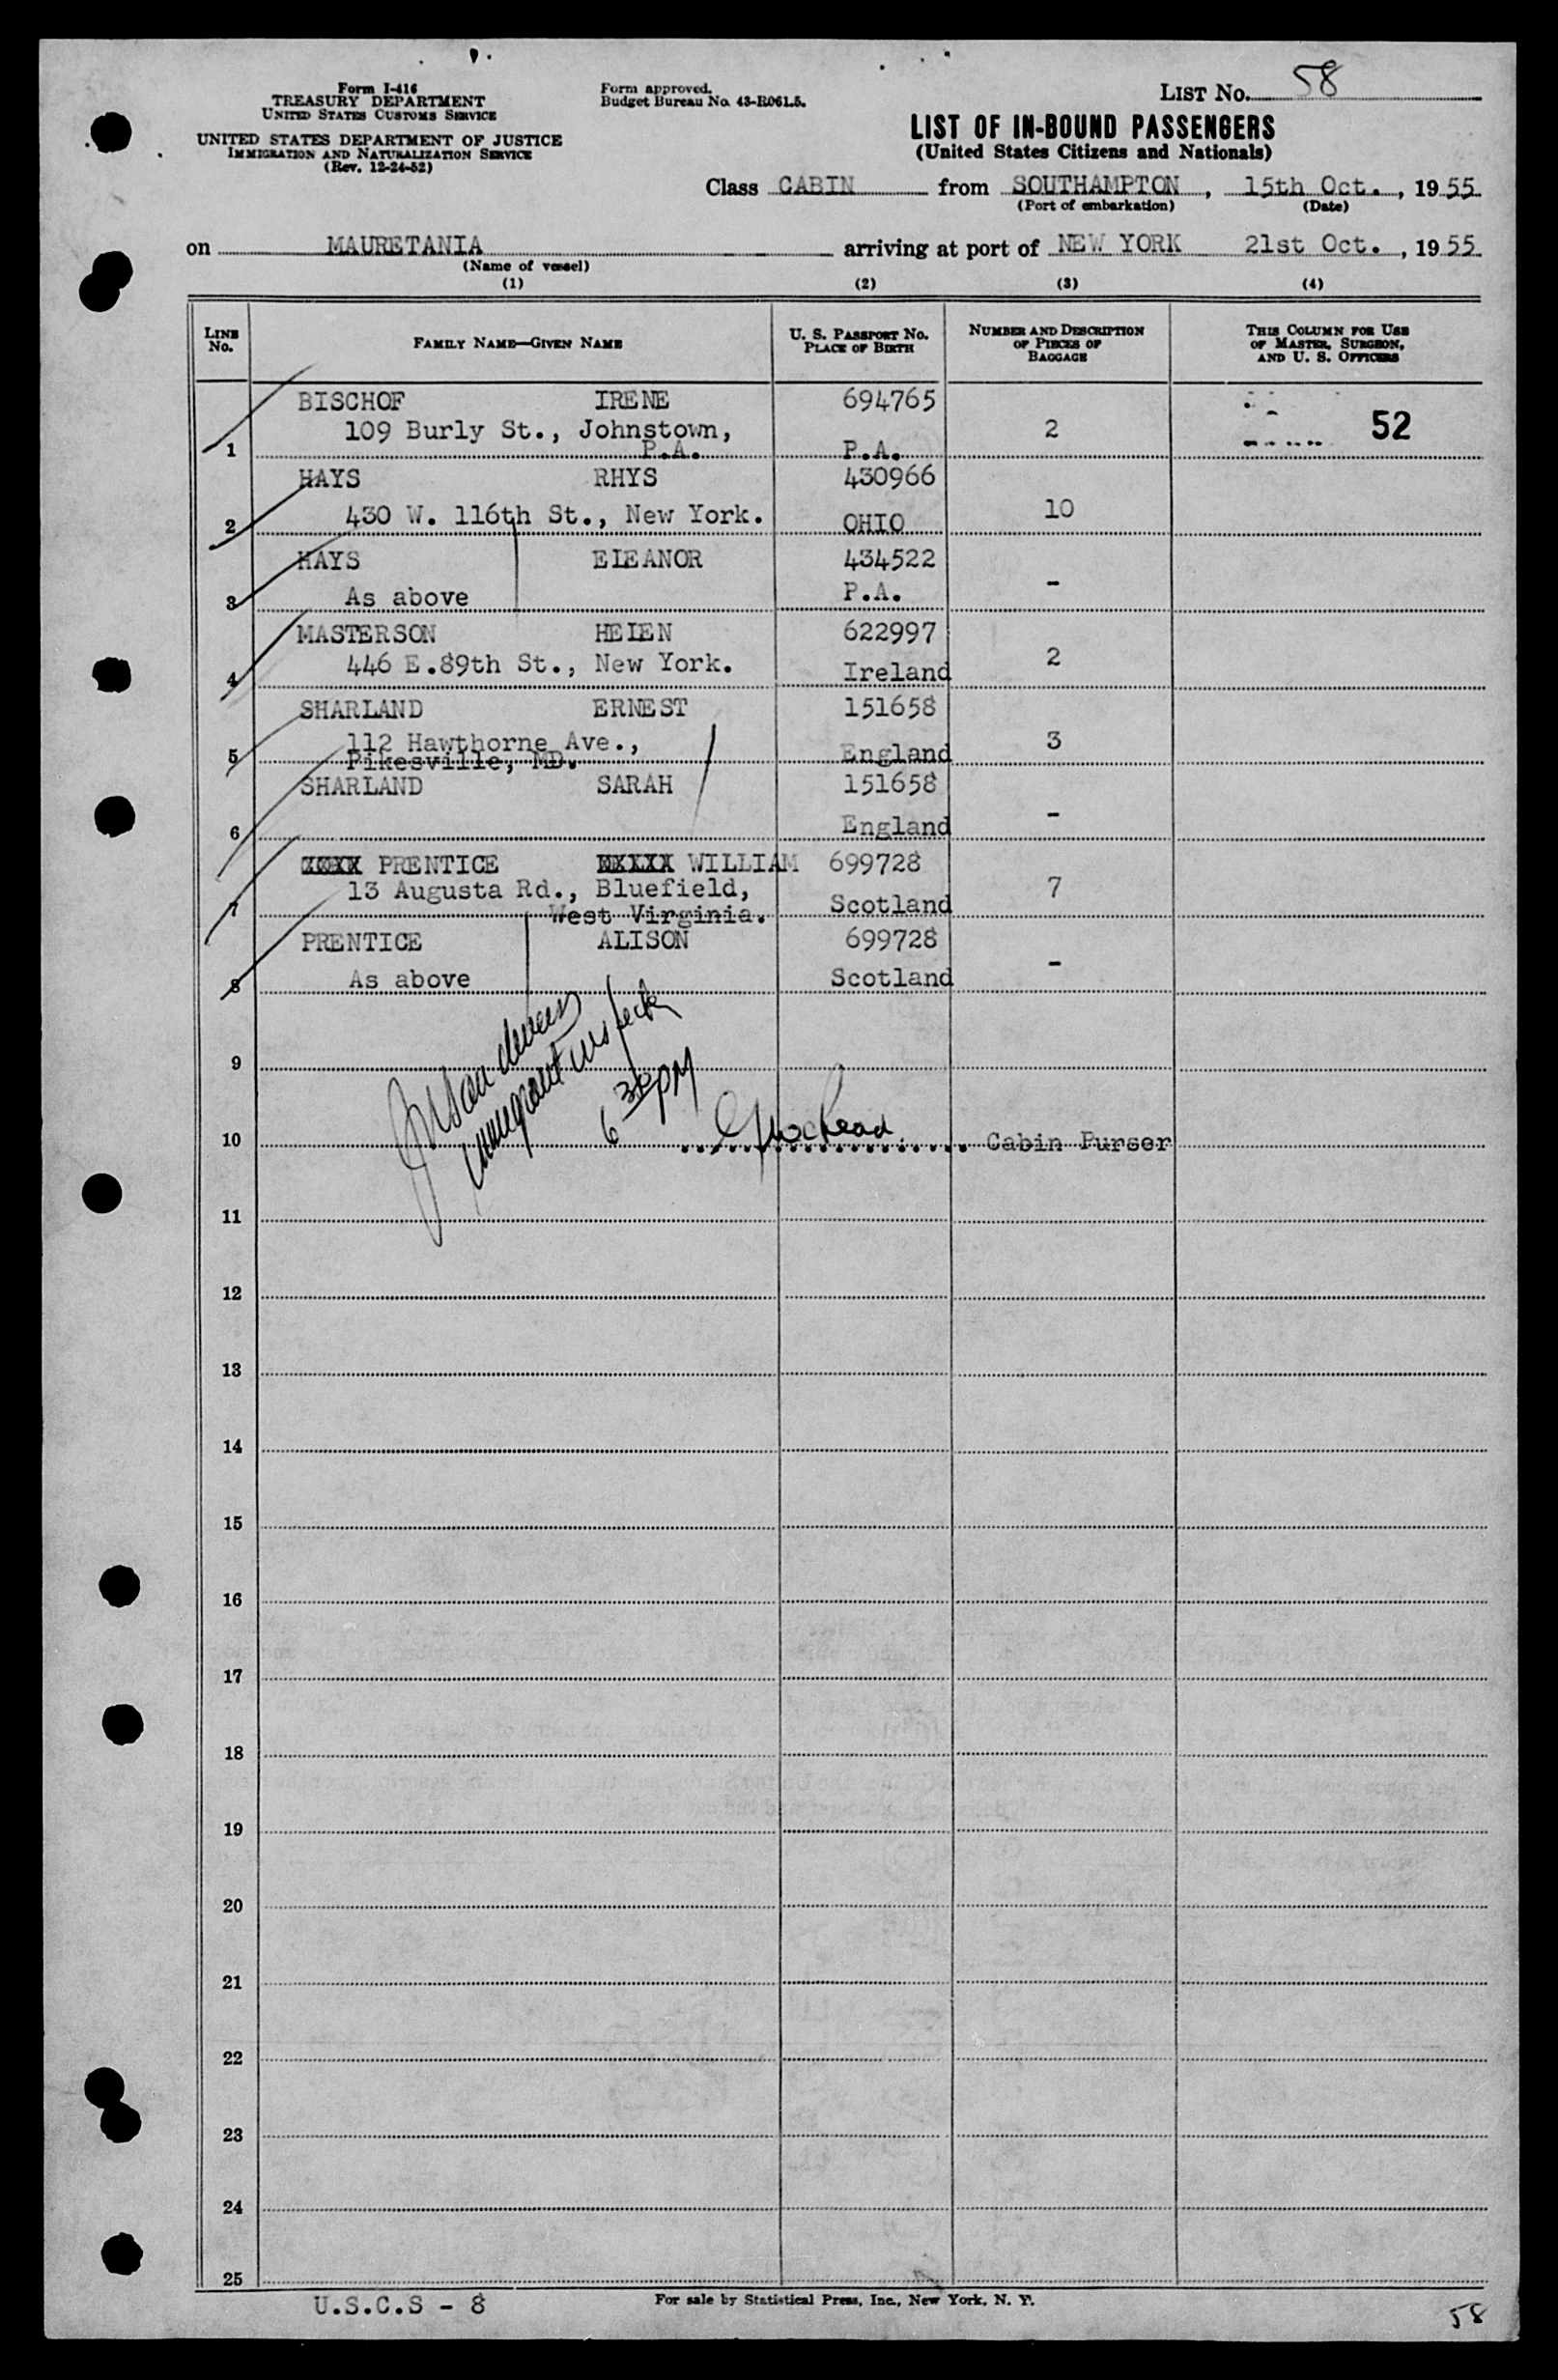 Form I-416
TREASURY DEPARTMENT
UNITED STATES CUSTOMS SERVICE
UNITED STATES DEPARTMENT OF JUSTICE
IMMIGRATION AND NATURALIZATION SERVICE
(Rev. 12-24-52)
Form approved.
Budget Bureau No. 43-R061.5.
LIST NO. 58
LIST OF IN-BOUND PASSENGERS
(United States Citizens and Nationals)
Class CABIN from SOUTHAMPTON, 15th Oct., 1955
(Port of embarkation) (Date)
on MAURETANIA arriving at port of NEW YORK 21st Oct., 1955
(Name of vessel)
(1) (2) (3) (4)
LINE No. FAMILY NAME—GIVEN NAME U. S. PASSPORT NO. PLACE OF BIRTH NUMBER AND DESCRIPTION OF PIECES OF BAGGAGE THIS COLUMN FOR USE OF MASTER, SURGEON, AND U. S. OFFICERS
BISCHOF IRENE 694765
109 Burly St., Johnstown, 2 52
1 P.A. P.A.
HAYS RHYS 430966
2 430 W. 116th St., New York. OHIO 10
HAYS ELEANOR 434522
3 As above P.A. -
MASTERSON HELEN 622997
4 446 E.89th St., New York. Ireland 2
SHARLAND ERNEST 151658
112 Hawthorne Ave.,
5 Pikesville, MD. England 3
SHARLAND SARAH 151658
6 England -
PRENTICE WILLIAM 699728
13 Augusta Rd., Bluefield, 7
7 West Virginia. Scotland
PRENTICE ALISON 699728
8 As above Scotland -
Immigrant Inspector
6 30 PM
9
10 Cabin Purser
11
12
13
14
15
16
17
18
19
20
21
22
23
24
25
U.S.C.S - 8 For sale by Statistical Press, Inc., New York, N. Y.
58